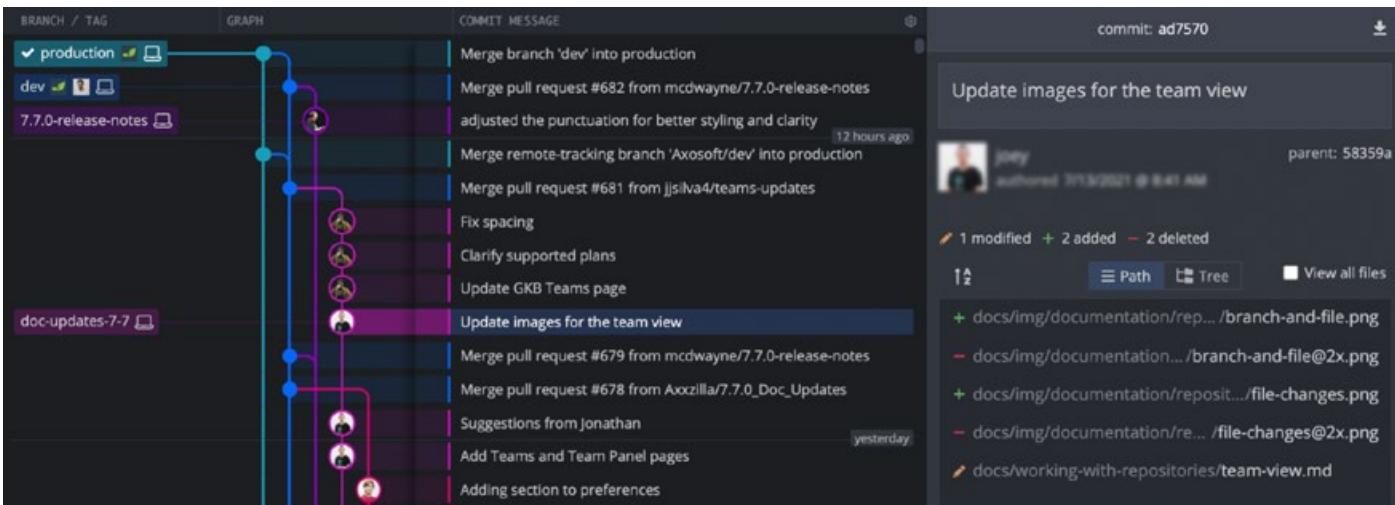 BRANCH / TAG GRAPH COMMIT MESSAGE
production Merge branch 'dev' into production
dev Merge pull request #682 from mcdwayne/7.7.0-release-notes
7.7.0-release-notes adjusted the punctuation for better styling and clarity
12 hours ago
Merge remote-tracking branch 'Axosoft/dev' into production
Merge pull request #681 from jjsilva4/teams-updates
Fix spacing
Clarify supported plans
Update GKB Teams page
doc-updates-7-7 Update images for the team view
Merge pull request #679 from mcdwayne/7.7.0-release-notes
Merge pull request #678 from Axxzilla/7.7.0_Doc_Updates
Suggestions from Jonathan
yesterday
Add Teams and Team Panel pages
Adding section to preferences
commit: ad7570
Update images for the team view
joey
parent: 58359a
authored 7/13/2021 @ 8:41 AM
1 modified + 2 added − 2 deleted
Path Tree View all files
+ docs/img/documentation/rep... /branch-and-file.png
− docs/img/documentation... /branch-and-file@2x.png
+ docs/img/documentation/reposit.../file-changes.png
− docs/img/documentation/re... /file-changes@2x.png
docs/working-with-repositories/team-view.md